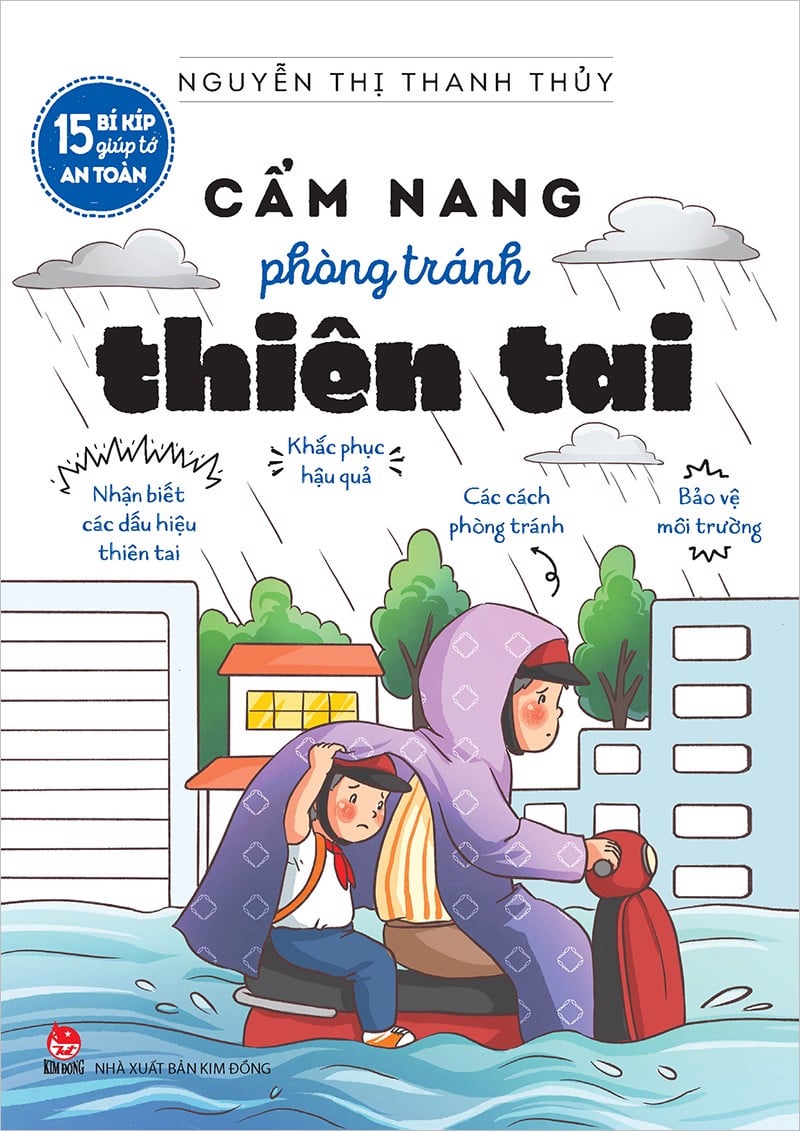 NGUYỄN THỊ THANH THỦY
15 BÍ KÍP
giúp tớ
AN TOÀN
CẨM NANG
phòng tránh
thiên tai
Khắc phục
hậu quả
Nhận biết
các dấu hiệu
thiên tai
Các cách
phòng tránh
Bảo vệ
môi trường
KIM ĐỒNG
NHÀ XUẤT BẢN KIM ĐỒNG